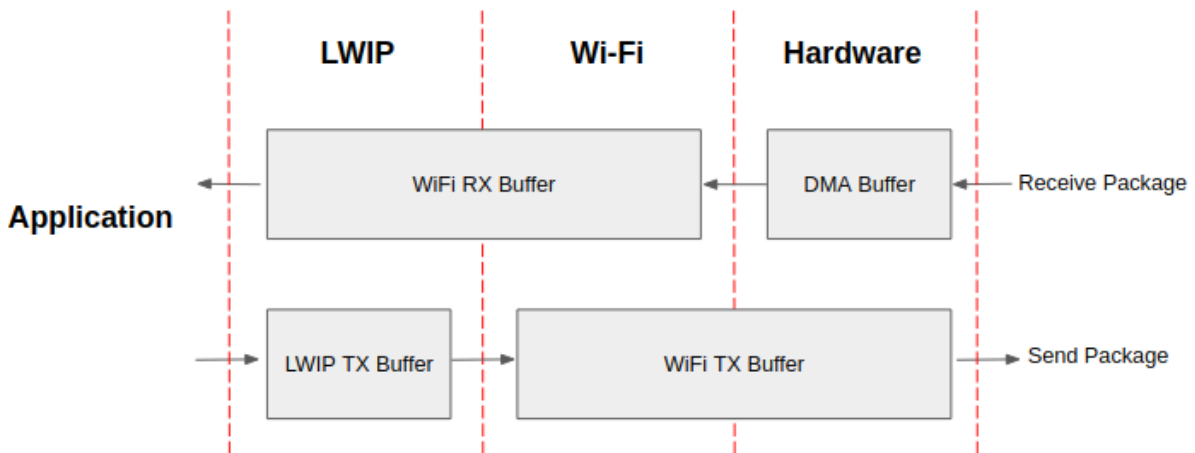 LWIP
Wi-Fi
Hardware
WiFi RX Buffer
DMA Buffer
Receive Package
Application
LWIP TX Buffer
WiFi TX Buffer
Send Package